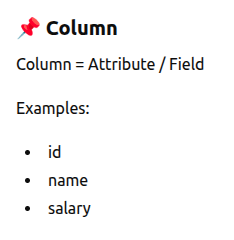 📌 Column
Column = Attribute / Field
Examples:
• id
• name
• salary